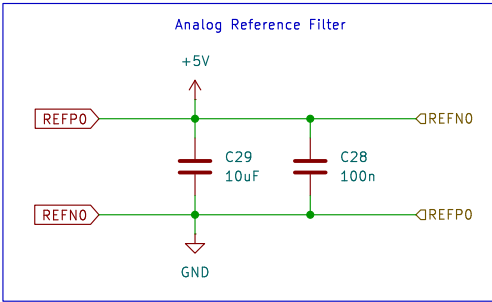 Analog Reference Filter
+5V
REFP0
REFN0
C29
10uF
C28
100n
REFN0
REFP0
GND